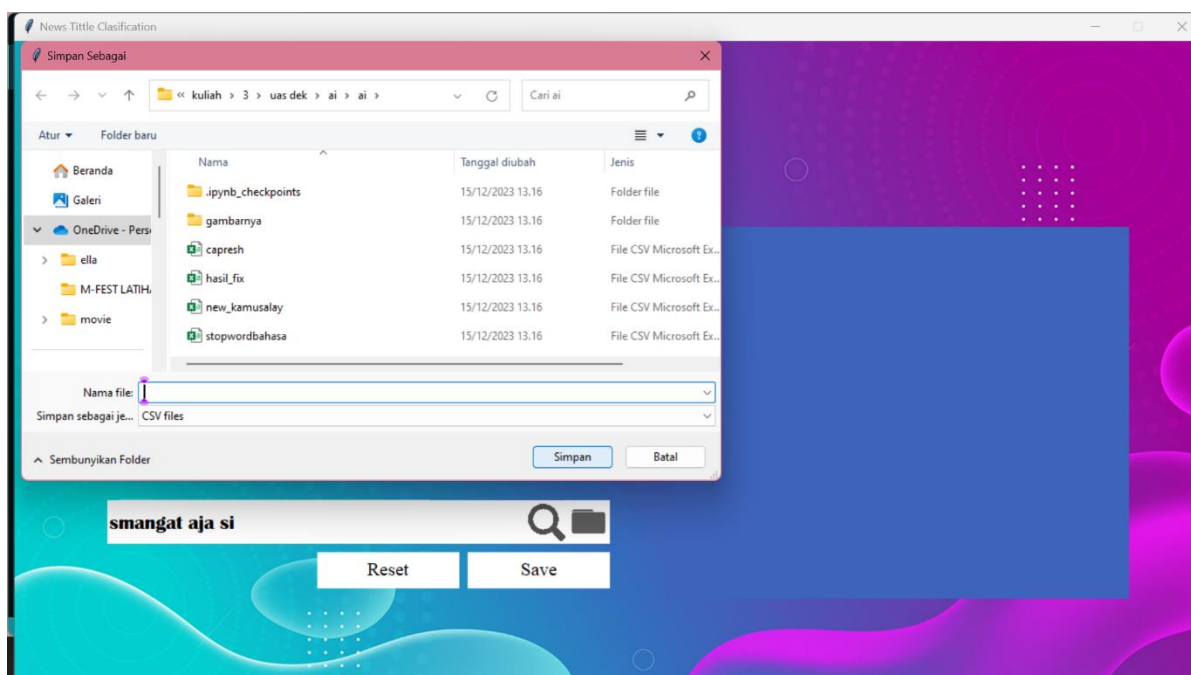 News Tittle Clasification
Simpan Sebagai
« kuliah > 3 > uas dek > ai > ai >
Cari ai
Atur
Folder baru
Beranda
Galeri
OneDrive - Pers
ella
M-FEST LATIH
movie
Nama Tanggal diubah Jenis
.ipynb_checkpoints 15/12/2023 13.16 Folder file
gambarnya 15/12/2023 13.16 Folder file
capresh 15/12/2023 13.16 File CSV Microsoft Ex...
hasil_fix 15/12/2023 13.16 File CSV Microsoft Ex...
new_kamusalay 15/12/2023 13.16 File CSV Microsoft Ex...
stopwordbahasa 15/12/2023 13.16 File CSV Microsoft Ex...
Nama file:
Simpan sebagai je... CSV files
Sembunyikan Folder
Simpan
Batal
smangat aja si
Reset
Save